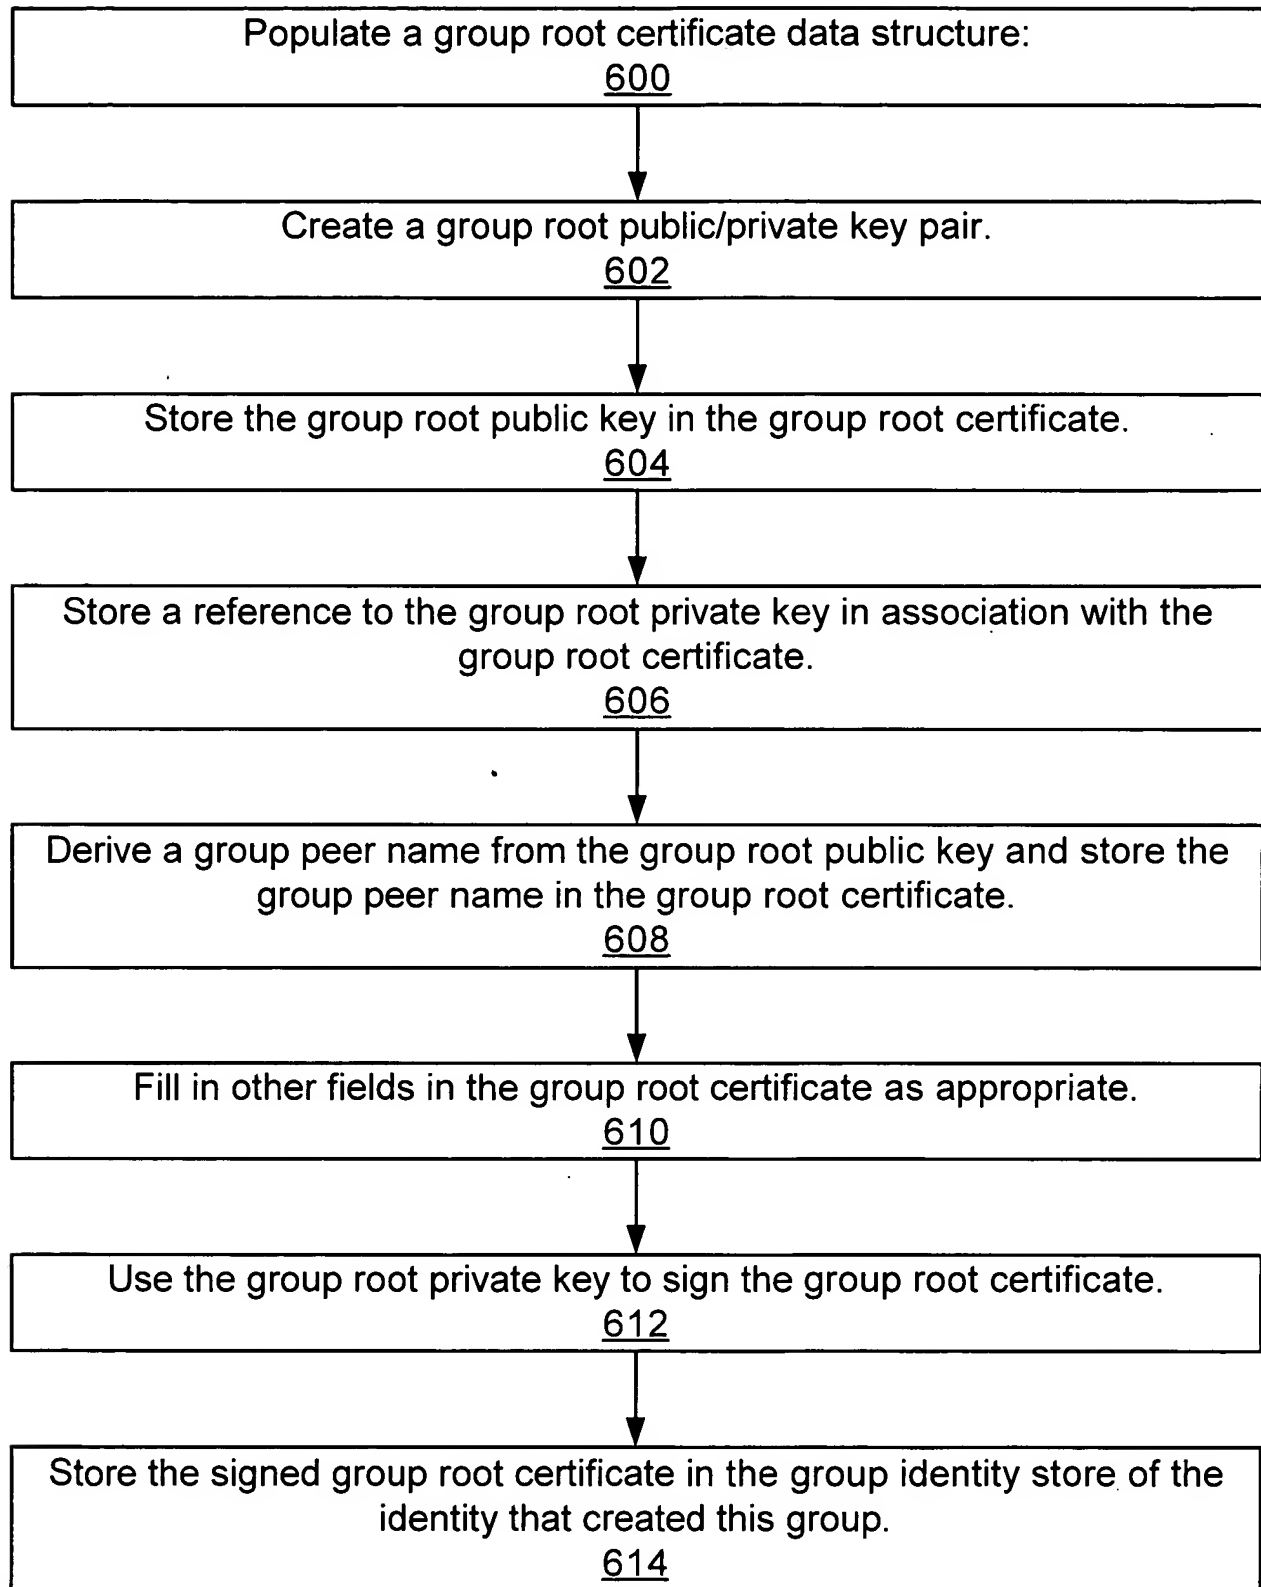 Populate a group root certificate data structure:
600
Create a group root public/private key pair.
602
Store the group root public key in the group root certificate.
604
Store a reference to the group root private key in association with the
group root certificate.
606
Derive a group peer name from the group root public key and store the
group peer name in the group root certificate.
608
Fill in other fields in the group root certificate as appropriate.
610
Use the group root private key to sign the group root certificate.
612
Store the signed group root certificate in the group identity store of the
identity that created this group.
614